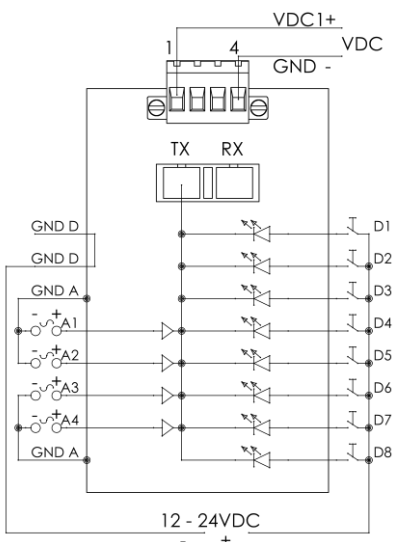 VDC1+
1 4 VDC
GND -
TX RX
GND D D1
GND D D2
GND A D3
- + A1 D4
- + A2 D5
- + A3 D6
- + A4 D7
GND A D8
12 - 24VDC
- +